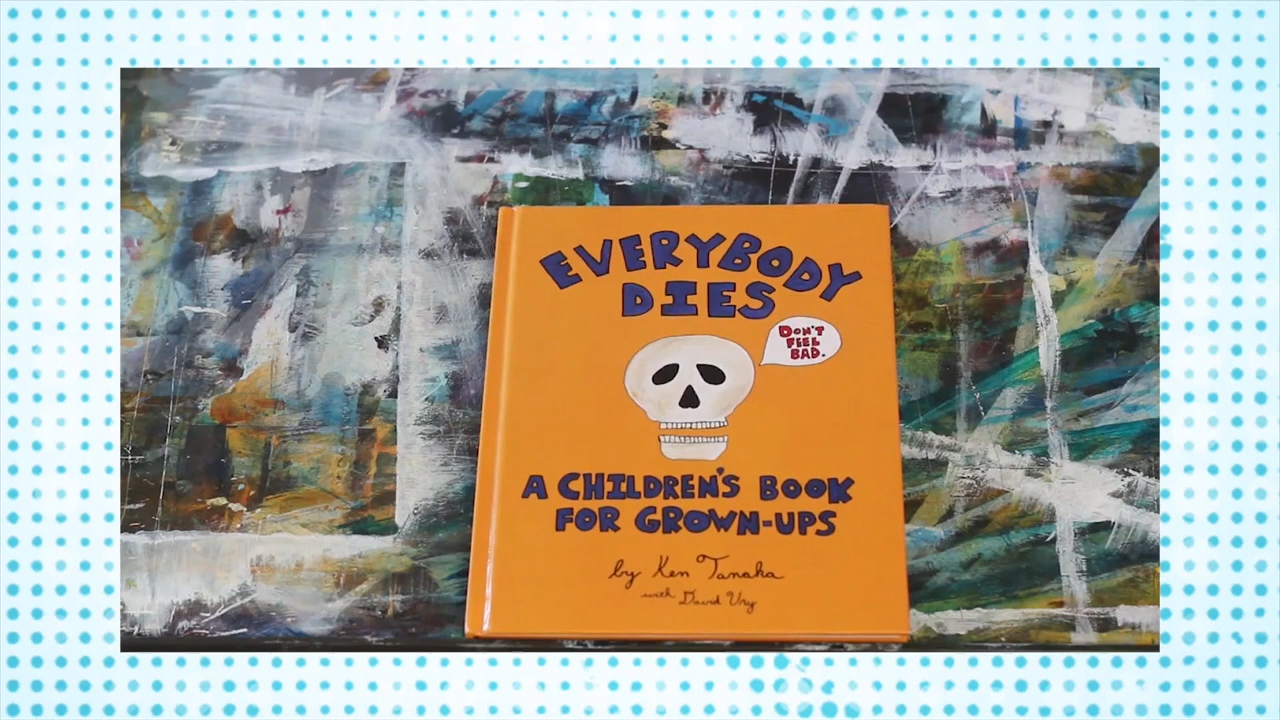 EVERYBODY
DIES
DON'T
FEEL
BAD.
A CHILDREN'S BOOK
FOR GROWN-UPS
by Ken Tanaka
with David Ury